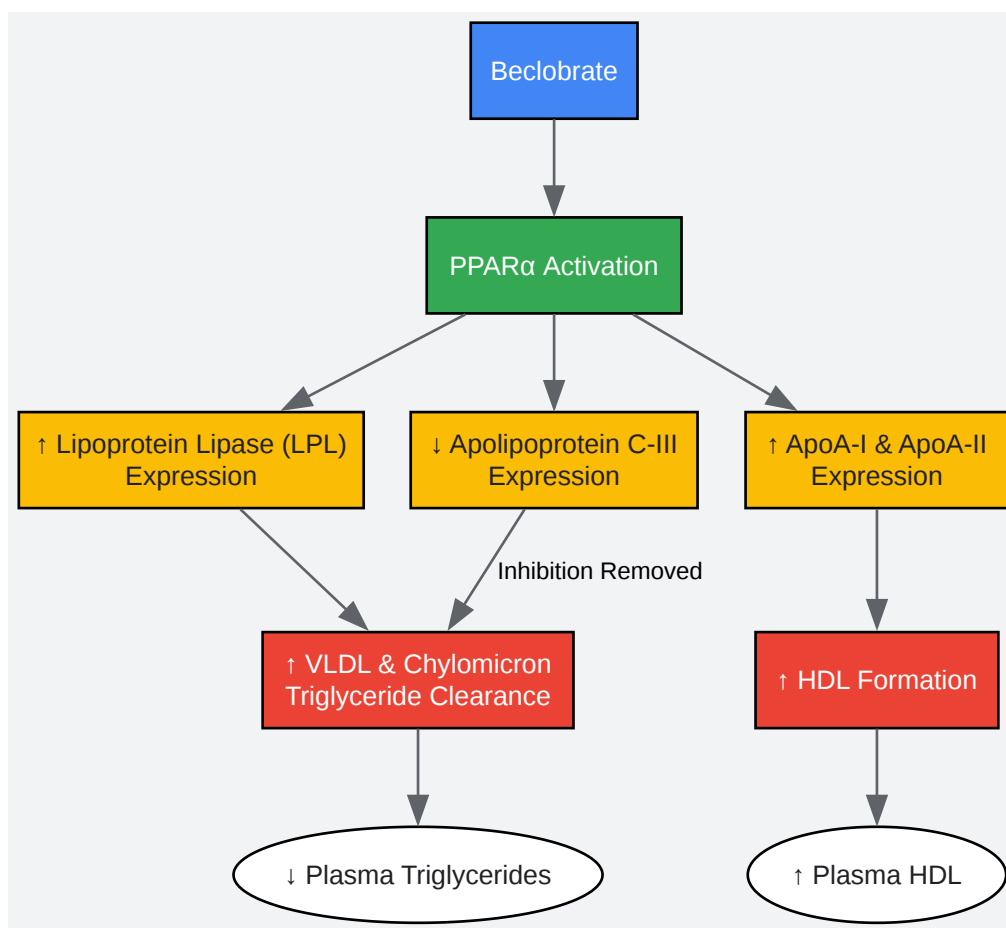 Beclobrate
PPARα Activation
↑ Lipoprotein Lipase (LPL)
Expression
↓ Apolipoprotein C-III
Expression
↑ ApoA-I & ApoA-II
Expression
Inhibition Removed
↑ VLDL & Chylomicron
Triglyceride Clearance
↑ HDL Formation
↓ Plasma Triglycerides
↑ Plasma HDL